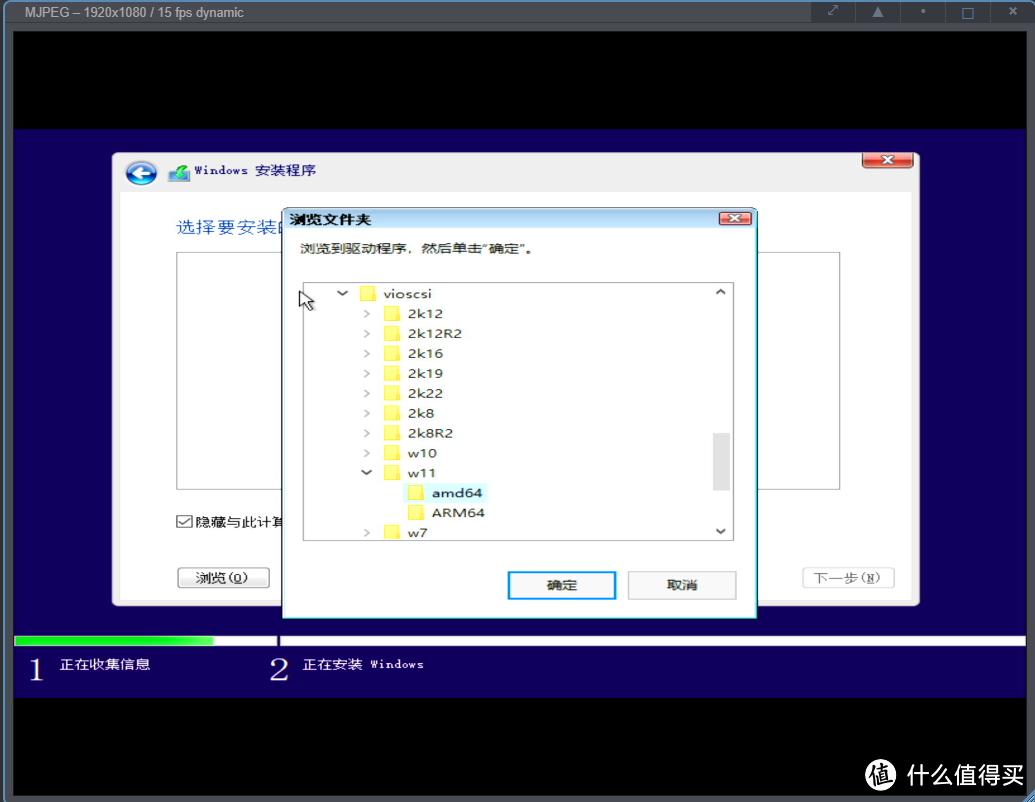 MJPEG – 1920x1080 / 15 fps dynamic
Windows 安装程序
选择要安装的
浏览文件夹
浏览到驱动程序，然后单击“确定”。
vioscsi
2k12
2k12R2
2k16
2k19
2k22
2k8
2k8R2
w10
w11
amd64
ARM64
w7
隐藏与此计算
确定
取消
浏览(O)
下一步(N)
1 正在收集信息
2 正在安装 Windows
值 什么值得买